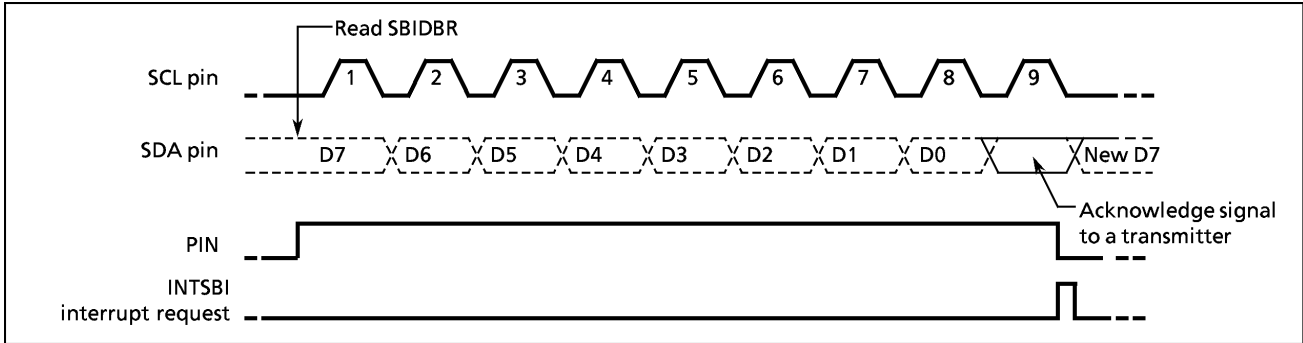 Read SBIDBR
SCL pin 1 2 3 4 5 6 7 8 9
SDA pin D7 D6 D5 D4 D3 D2 D1 D0 New D7
Acknowledge signal
to a transmitter
PIN
INTSBI
interrupt request